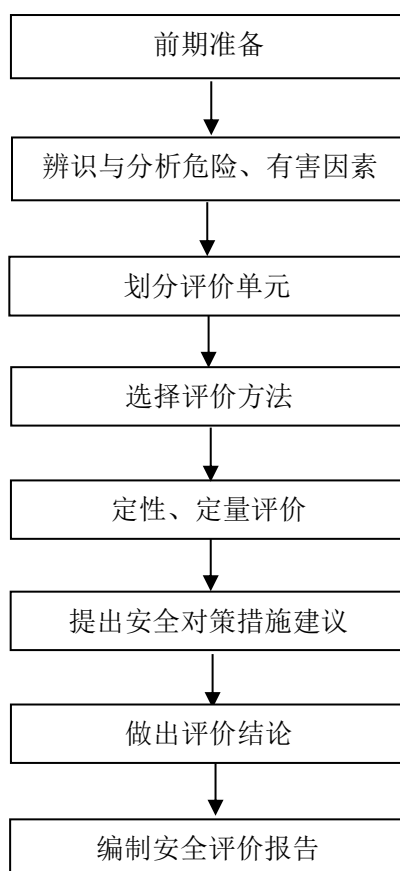 前期准备
辨识与分析危险、有害因素
划分评价单元
选择评价方法
定性、定量评价
提出安全对策措施建议
做出评价结论
编制安全评价报告